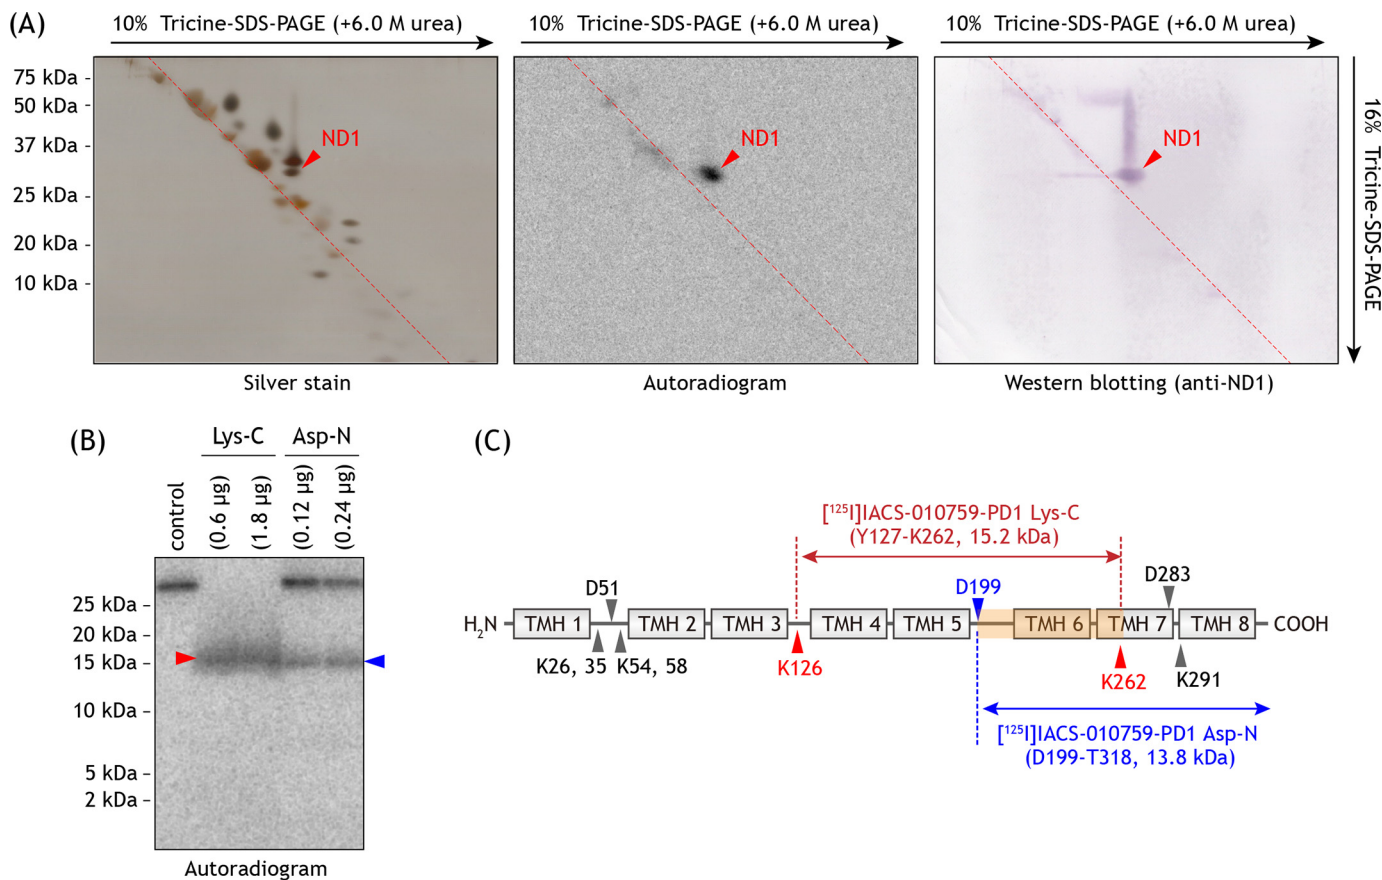 (A)
10% Tricine-SDS-PAGE (+6.0 M urea)
10% Tricine-SDS-PAGE (+6.0 M urea)
10% Tricine-SDS-PAGE (+6.0 M urea)
75 kDa -
50 kDa -
37 kDa -
25 kDa -
20 kDa -
10 kDa -
ND1
ND1
ND1
16% Tricine-SDS-PAGE
Silver stain
Autoradiogram
Western blotting (anti-ND1)
(B)
Lys-C
Asp-N
control
(0.6 µg)
(1.8 µg)
(0.12 µg)
(0.24 µg)
25 kDa –
20 kDa –
15 kDa –
10 kDa –
5 kDa –
2 kDa –
Autoradiogram
(C)
[¹²⁵I]IACS-010759-PD1 Lys-C
(Y127-K262, 15.2 kDa)
D51
D199
D283
H₂N
TMH 1
TMH 2
TMH 3
TMH 4
TMH 5
TMH 6
TMH 7
TMH 8
COOH
K26, 35
K54, 58
K126
K262
K291
[¹²⁵I]IACS-010759-PD1 Asp-N
(D199-T318, 13.8 kDa)